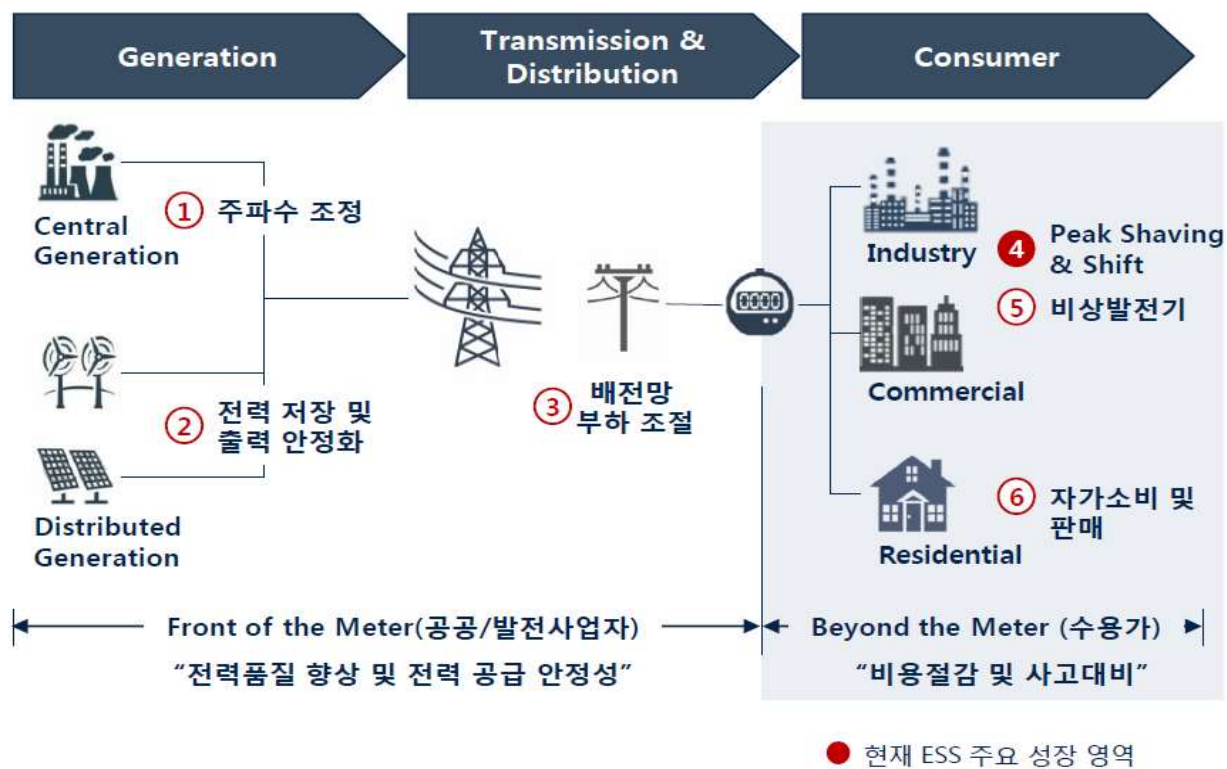 Generation
Transmission &
Distribution
Consumer
Central
Generation
① 주파수 조정
② 전력 저장 및
출력 안정화
Distributed
Generation
③ 배전망
부하 조절
0000
Industry
❹ Peak Shaving
& Shift
⑤ 비상발전기
Commercial
⑥ 자가소비 및
판매
Residential
Front of the Meter(공공/발전사업자)
“전력품질 향상 및 전력 공급 안정성”
Beyond the Meter (수용가)
“비용절감 및 사고대비”
● 현재 ESS 주요 성장 영역